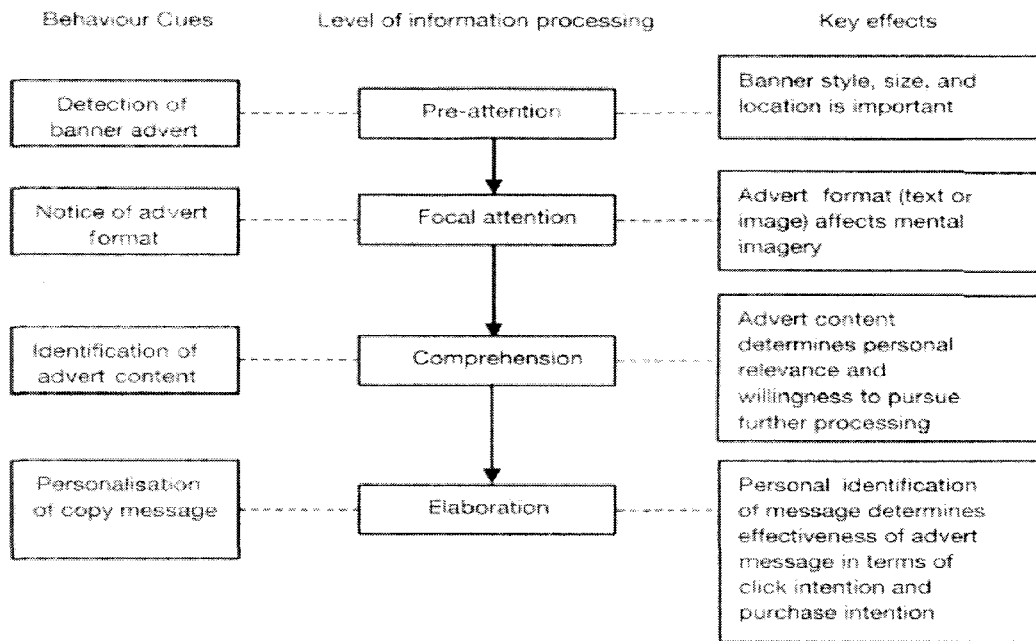 Behaviour Cues
Level of information processing
Key effects
Detection of
banner advert
Pre-attention
Banner style, size, and
location is important
Notice of advert
format
Focal attention
Advert format (text or
image) affects mental
imagery
Identification of
advert content
Comprehension
Advert content
determines personal
relevance and
willingness to pursue
further processing
Personalisation
of copy message
Elaboration
Personal identification
of message determines
effectiveness of advert
message in terms of
click intention and
purchase intention